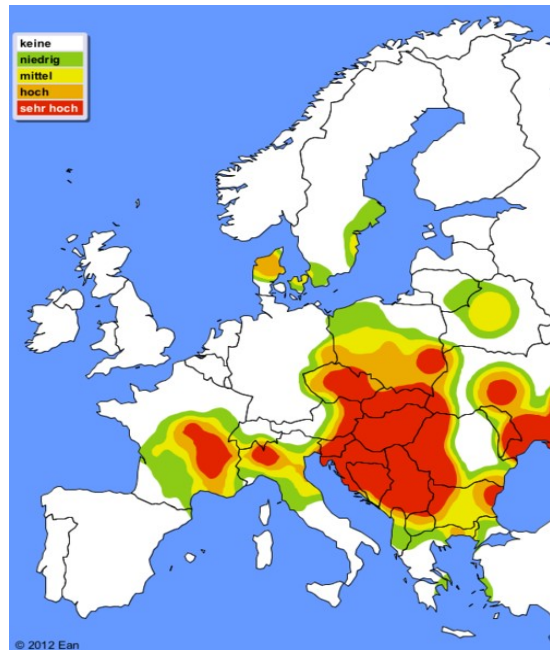 keine
niedrig
mittel
hoch
sehr hoch
© 2012 Ean